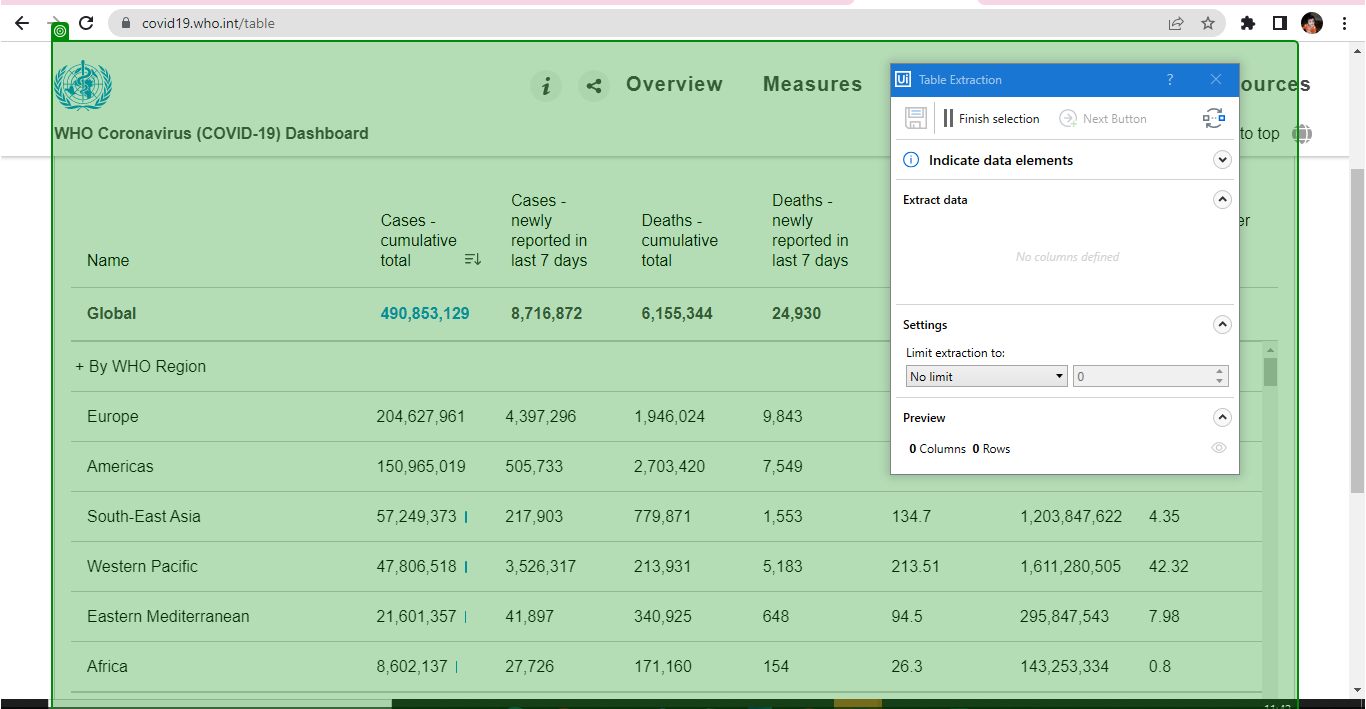 covid19.who.int/table
Overview
Measures
ources
WHO Coronavirus (COVID-19) Dashboard
to top
Ui Table Extraction ?
Finish selection
Next Button
Indicate data elements
Extract data
No columns defined
Settings
Limit extraction to:
No limit
0
Preview
0 Columns 0 Rows
Name
Cases -
cumulative
total
Cases -
newly
reported in
last 7 days
Deaths -
cumulative
total
Deaths -
newly
reported in
last 7 days
er
Global 490,853,129 8,716,872 6,155,344 24,930
+ By WHO Region
Europe 204,627,961 4,397,296 1,946,024 9,843
Americas 150,965,019 505,733 2,703,420 7,549
South-East Asia 57,249,373 217,903 779,871 1,553 134.7 1,203,847,622 4.35
Western Pacific 47,806,518 3,526,317 213,931 5,183 213.51 1,611,280,505 42.32
Eastern Mediterranean 21,601,357 41,897 340,925 648 94.5 295,847,543 7.98
Africa 8,602,137 27,726 171,160 154 26.3 143,253,334 0.8